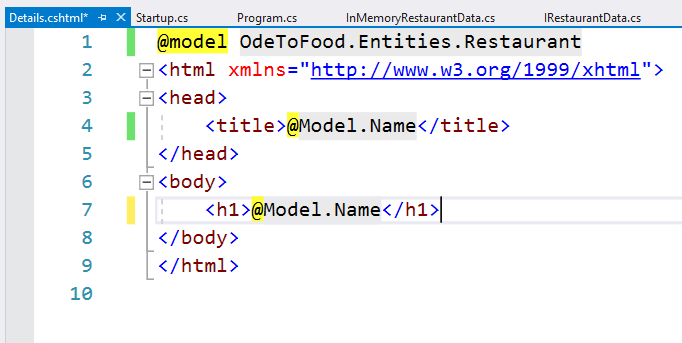 Details.cshtml* Startup.cs Program.cs InMemoryRestaurantData.cs IRestaurantData.cs
1 @model OdeToFood.Entities.Restaurant
2 <html xmlns="http://www.w3.org/1999/xhtml">
3 <head>
4 <title>@Model.Name</title>
5 </head>
6 <body>
7 <h1>@Model.Name</h1>
8 </body>
9 </html>
10